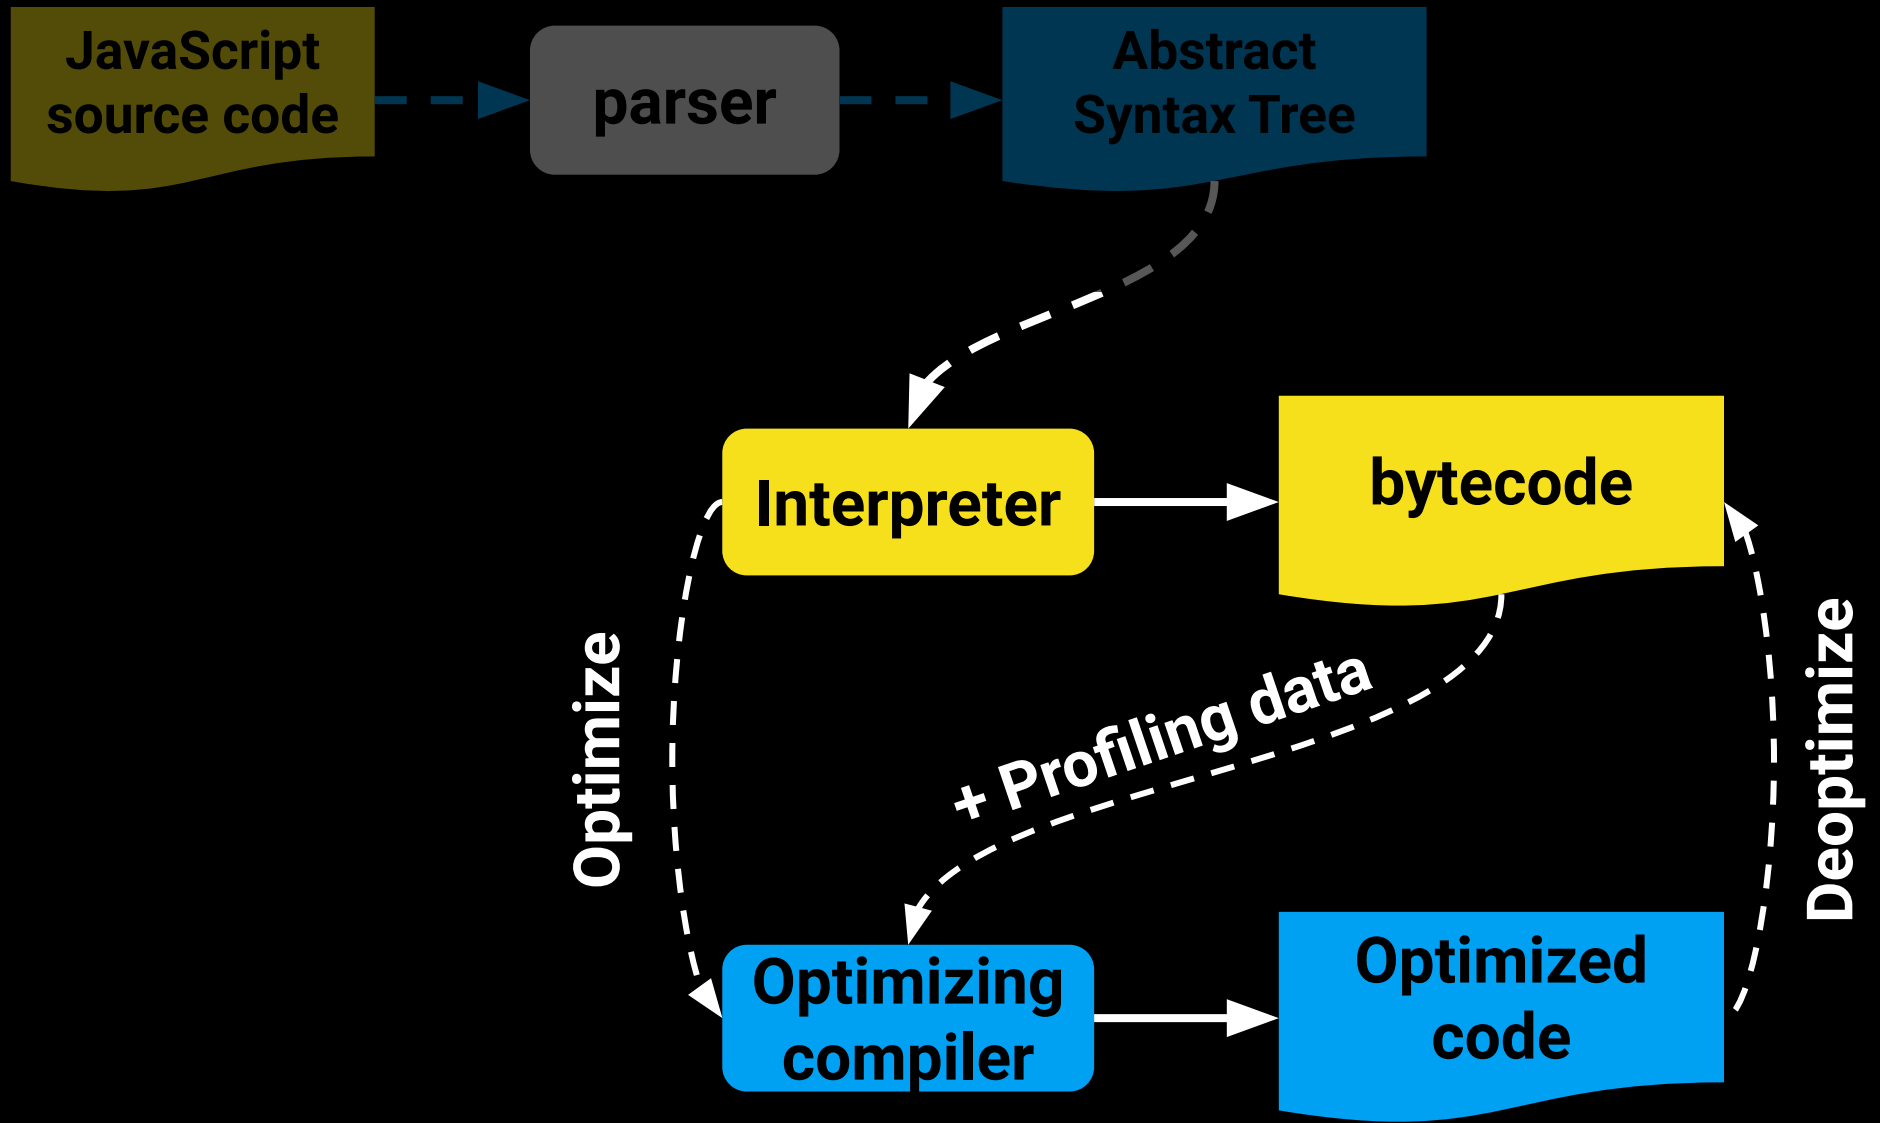 JavaScript
source code
parser
Abstract
Syntax Tree
Interpreter
bytecode
Optimize
+ Profiling data
Deoptimize
Optimizing
compiler
Optimized
code